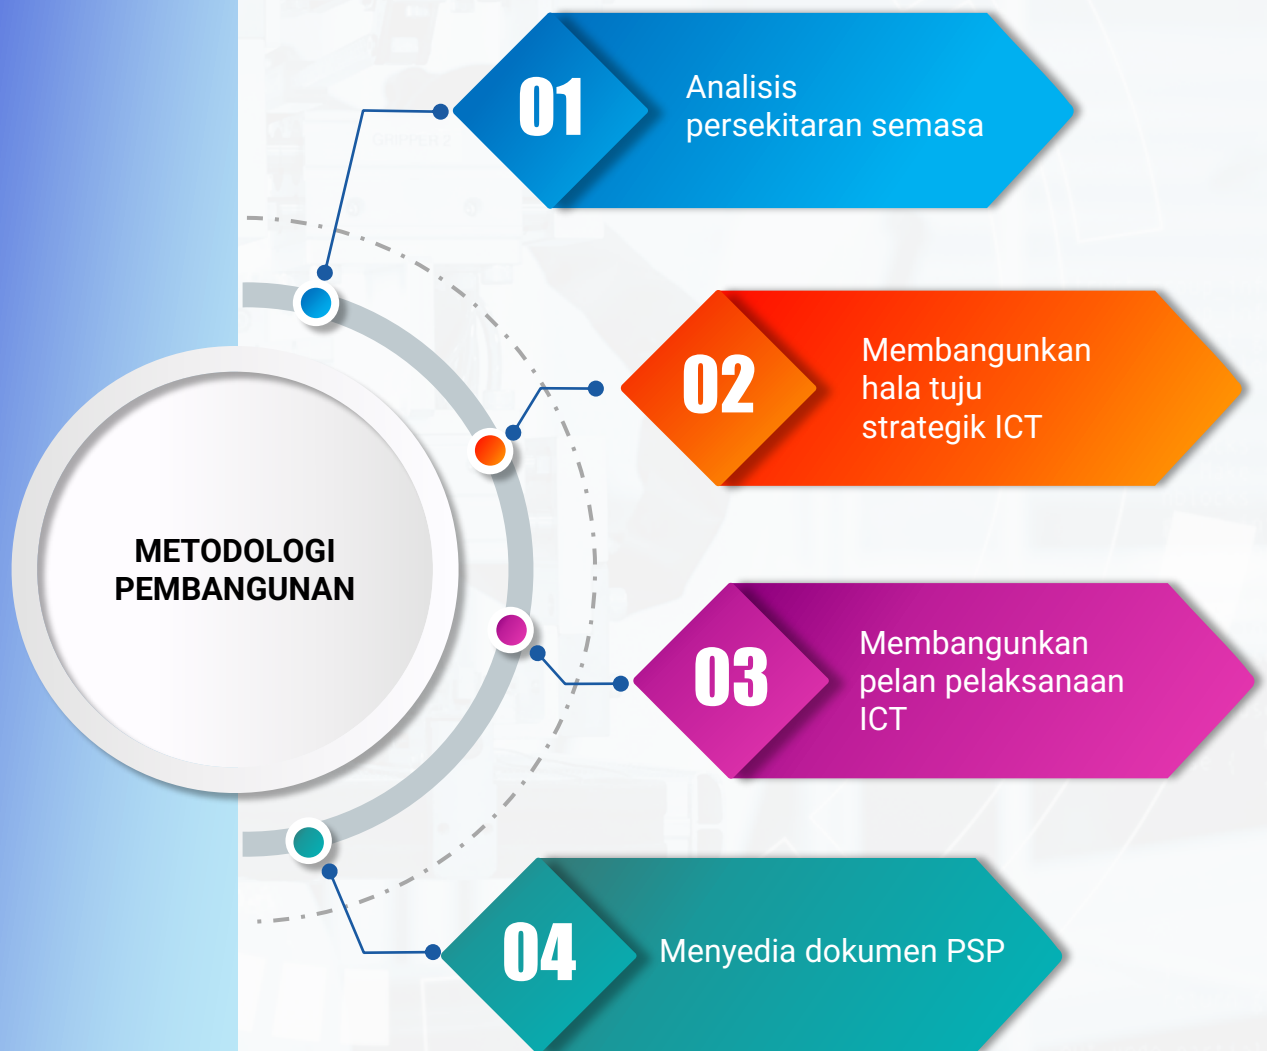 01
Analisis
persekitaran semasa
02
Membangunkan
hala tuju
strategik ICT
METODOLOGI
PEMBANGUNAN
03
Membangunkan
pelan pelaksanaan
ICT
04
Menyedia dokumen PSP